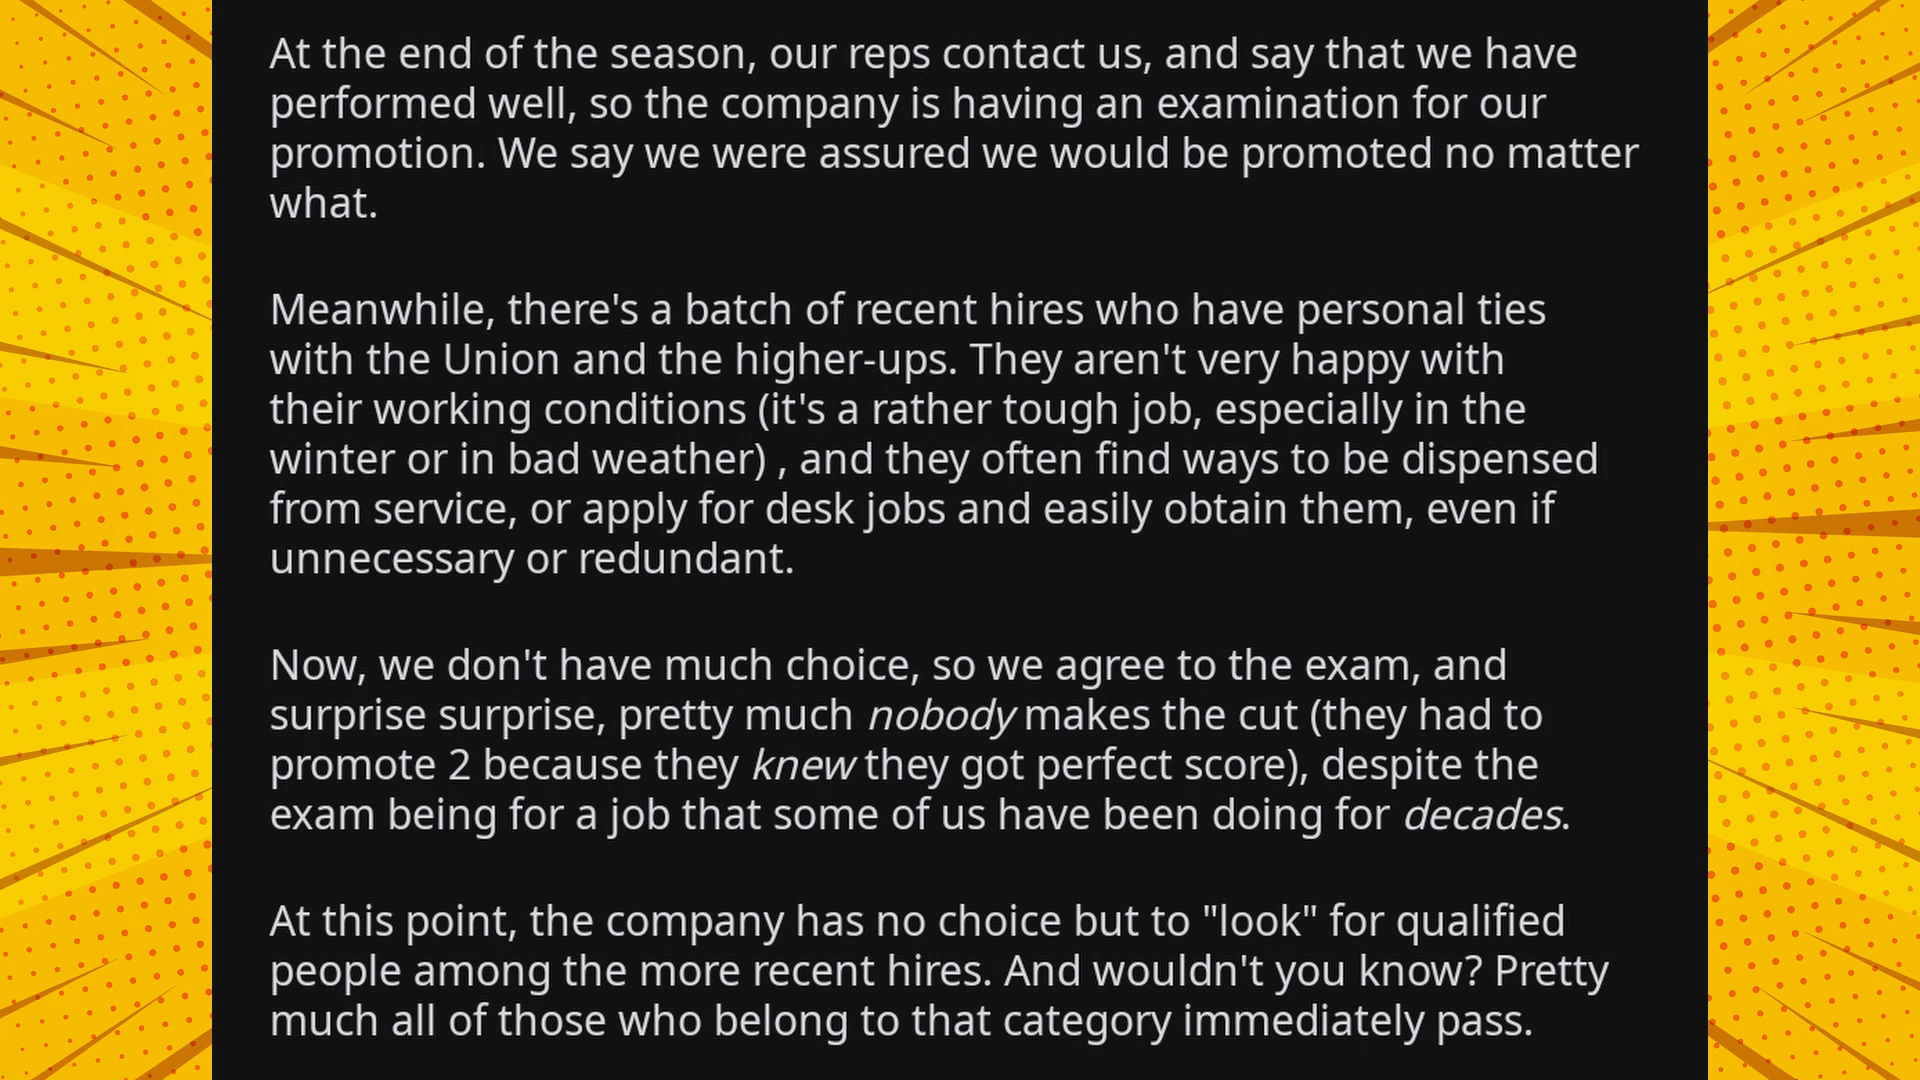 At the end of the season, our reps contact us, and say that we have
performed well, so the company is having an examination for our
promotion. We say we were assured we would be promoted no matter
what.
Meanwhile, there's a batch of recent hires who have personal ties
with the Union and the higher-ups. They aren't very happy with
their working conditions (it's a rather tough job, especially in the
winter or in bad weather) , and they often find ways to be dispensed
from service, or apply for desk jobs and easily obtain them, even if
unnecessary or redundant.
Now, we don't have much choice, so we agree to the exam, and
surprise surprise, pretty much nobody makes the cut (they had to
promote 2 because they knew they got perfect score), despite the
exam being for a job that some of us have been doing for decades.
At this point, the company has no choice but to "look" for qualified
people among the more recent hires. And wouldn't you know? Pretty
much all of those who belong to that category immediately pass.